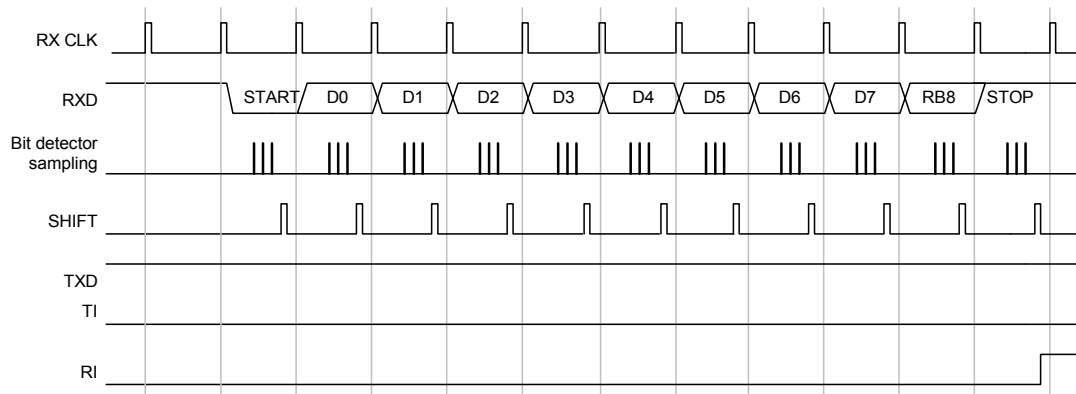 RX CLK
RXD
START D0 D1 D2 D3 D4 D5 D6 D7 RB8 STOP
Bit detector
sampling
SHIFT
TXD
TI
RI